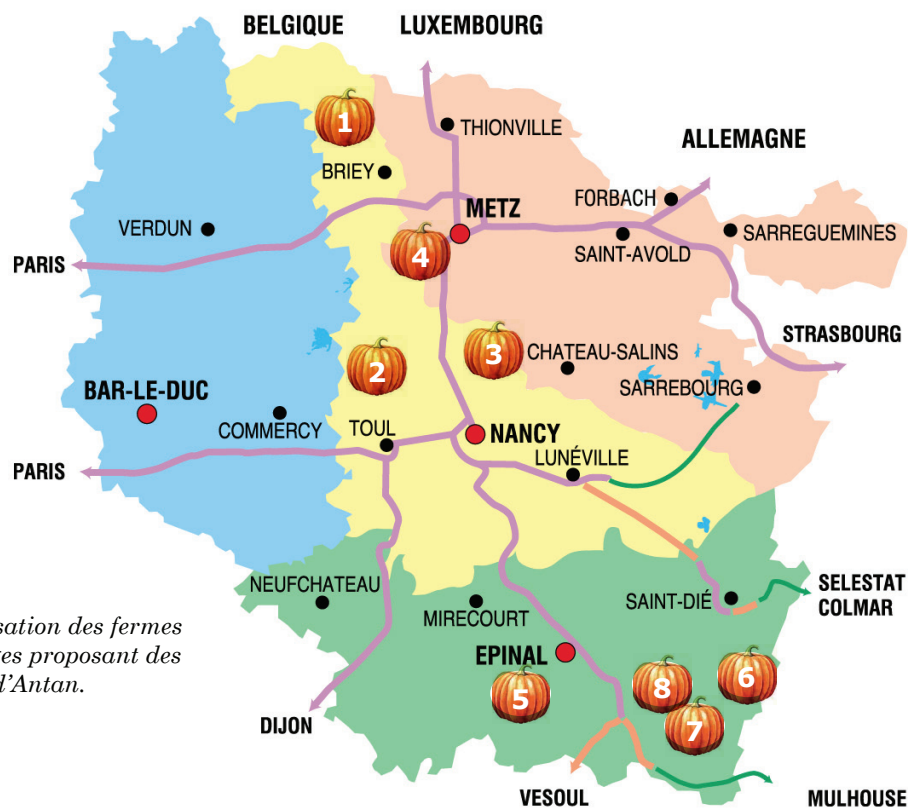 BELGIQUE
LUXEMBOURG
1
THIONVILLE
ALLEMAGNE
BRIEY
FORBACH
METZ
VERDUN
SARREGUEMINES
4
SAINT-AVOLD
PARIS
STRASBOURG
3
2
CHATEAU-SALINS
BAR-LE-DUC
SARREBOURG
COMMERCY
TOUL
NANCY
LUNÉVILLE
PARIS
NEUFCHATEAU
SELESTAT
COLMAR
SAINT-DIÉ
MIRECOURT
sation des fermes
es proposant des
d'Antan.
EPINAL
5
8
6
7
DIJON
VESOUL
MULHOUSE